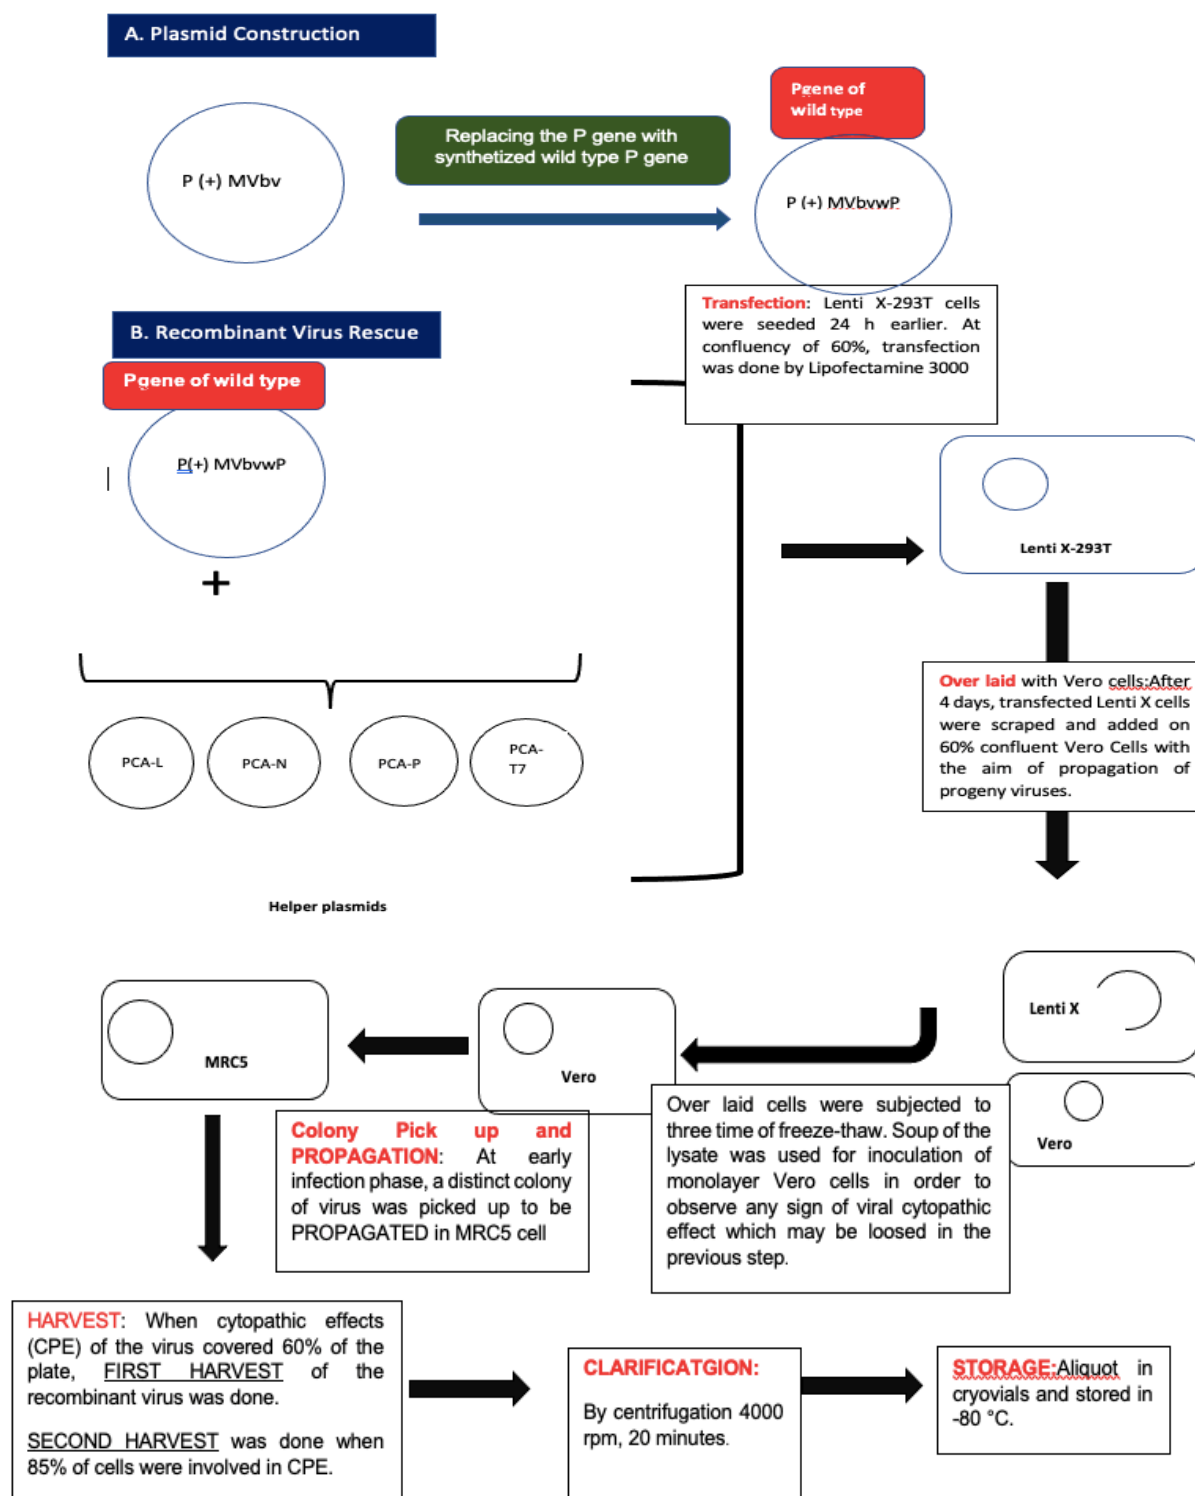 A. Plasmid Construction
Pgene of
wild type
Replacing the P gene with
synthetized wild type P gene
P (+) MVbv
P (+) MVbvwP
Transfection: Lenti X-293T cells
were seeded 24 h earlier. At
confluency of 60%, transfection
was done by Lipofectamine 3000
B. Recombinant Virus Rescue
Pgene of wild type
P(+) MVbvwP
+
Lenti X-293T
Over laid with Vero cells:After
4 days, transfected Lenti X cells
were scraped and added on
60% confluent Vero Cells with
the aim of propagation of
progeny viruses.
PCA-L
PCA-N
PCA-P
PCA-
T7
Helper plasmids
Lenti X
Vero
Vero
MRC5
Over laid cells were subjected to
three time of freeze-thaw. Soup of the
lysate was used for inoculation of
monolayer Vero cells in order to
observe any sign of viral cytopathic
effect which may be loosed in the
previous step.
Colony Pick up and
PROPAGATION: At early
infection phase, a distinct colony
of virus was picked up to be
PROPAGATED in MRC5 cell
HARVEST: When cytopathic effects
(CPE) of the virus covered 60% of the
plate, FIRST HARVEST of the
recombinant virus was done.
SECOND HARVEST was done when
85% of cells were involved in CPE.
CLARIFICATGION:
By centrifugation 4000
rpm, 20 minutes.
STORAGE:Aliquot in
cryovials and stored in
-80 °C.